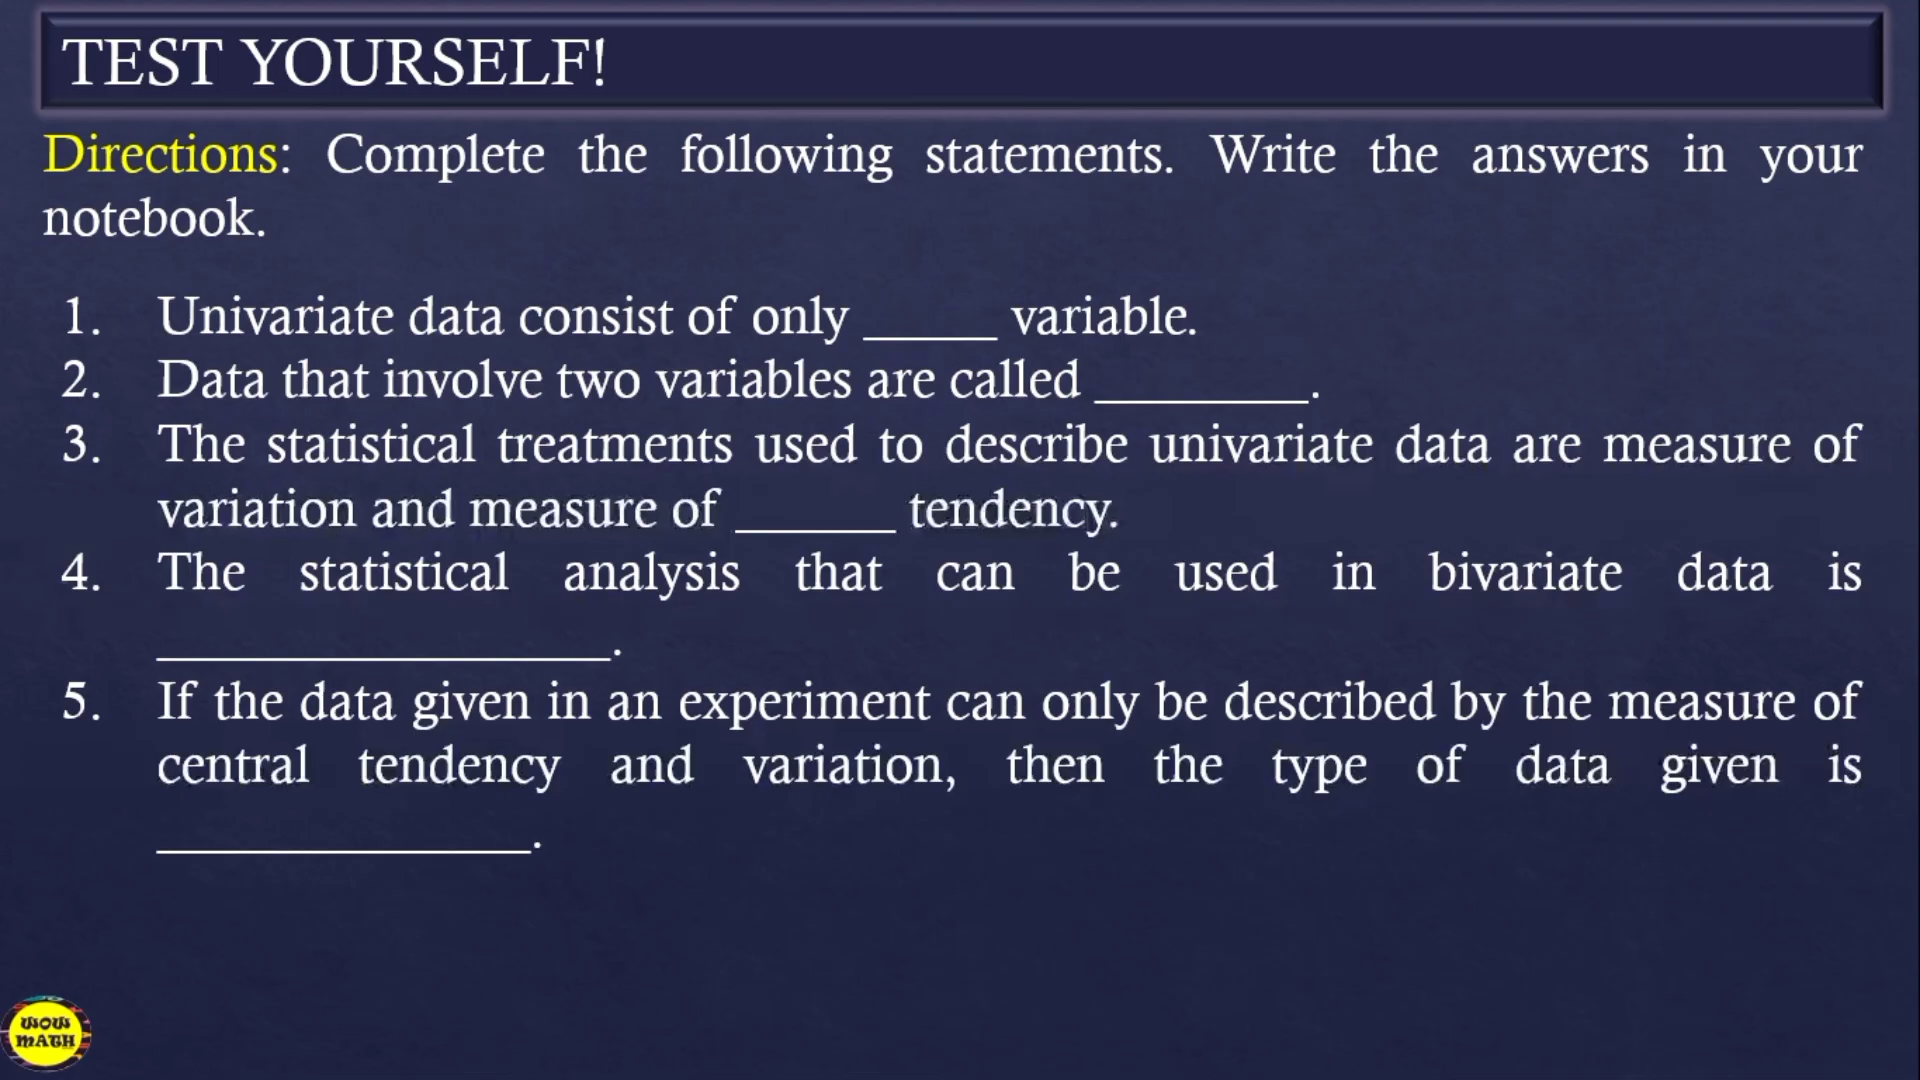 TEST YOURSELF!
Directions: Complete the following statements. Write the answers in your
notebook.
1. Univariate data consist of only ______ variable.
2. Data that involve two variables are called __________.
3. The statistical treatments used to describe univariate data are measure of
variation and measure of _______ tendency.
4. The statistical analysis that can be used in bivariate data is
____________________.
5. If the data given in an experiment can only be described by the measure of
central tendency and variation, then the type of data given is
_________________.
WOW
MATH